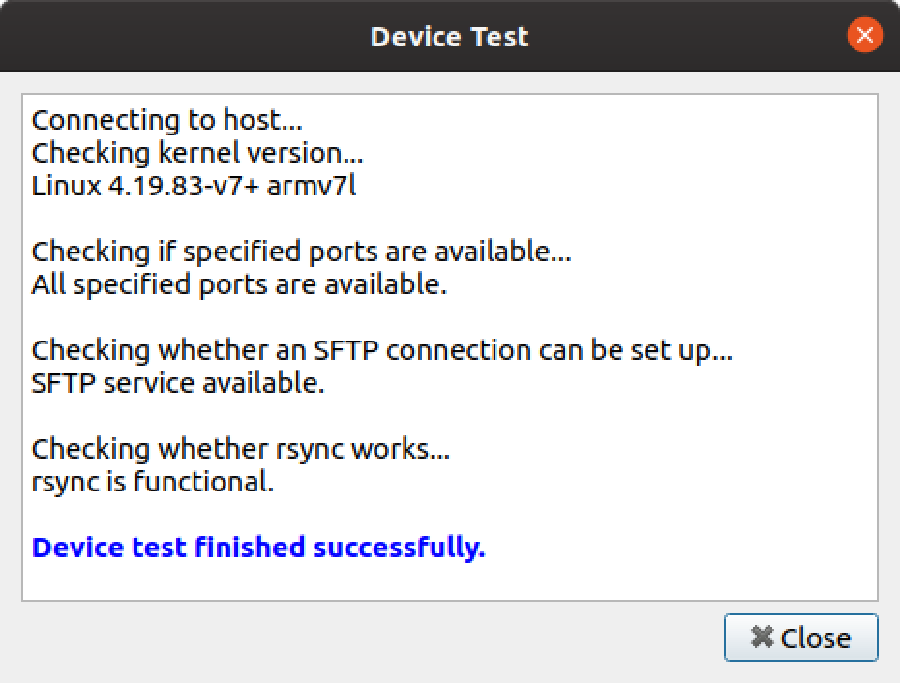 Device Test
Connecting to host...
Checking kernel version...
Linux 4.19.83-v7+ armv7l
Checking if specified ports are available...
All specified ports are available.
Checking whether an SFTP connection can be set up...
SFTP service available.
Checking whether rsync works...
rsync is functional.
Device test finished successfully.
Close